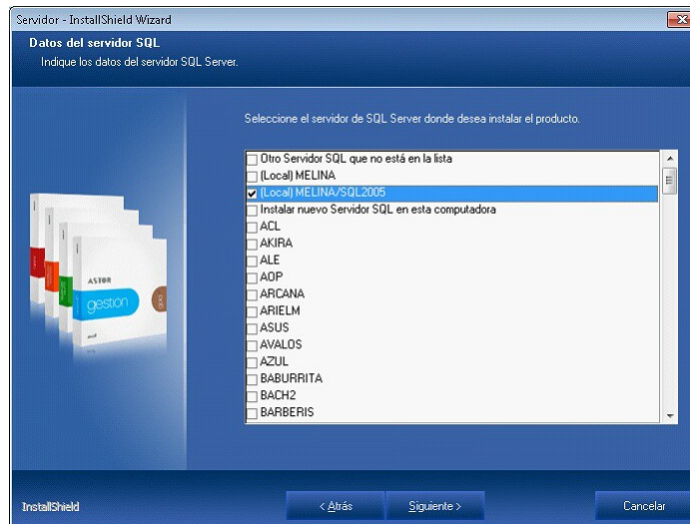 Servidor - InstallShield Wizard
Datos del servidor SQL
Indique los datos del servidor SQL Server.
Seleccione el servidor de SQL Server donde desea instalar el producto.
Otro Servidor SQL que no está en la lista
(Local) MELINA
(Local) MELINA/SQL2005
Instalar nuevo Servidor SQL en esta computadora
ACL
AKIRA
ALE
AOP
ARCANA
ARIELM
ASUS
AVALOS
AZUL
BABURRITA
BACH2
BARBERIS
ASTOR
gestión
InstallShield
< Atrás
Siguiente >
Cancelar